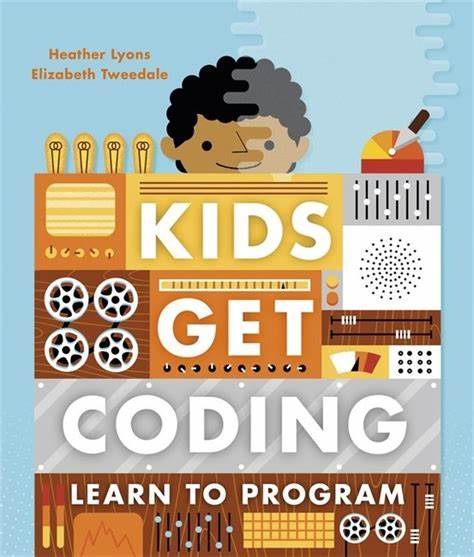 Heather Lyons
Elizabeth Tweedale
KIDS
GET
CODING
LEARN TO PROGRAM